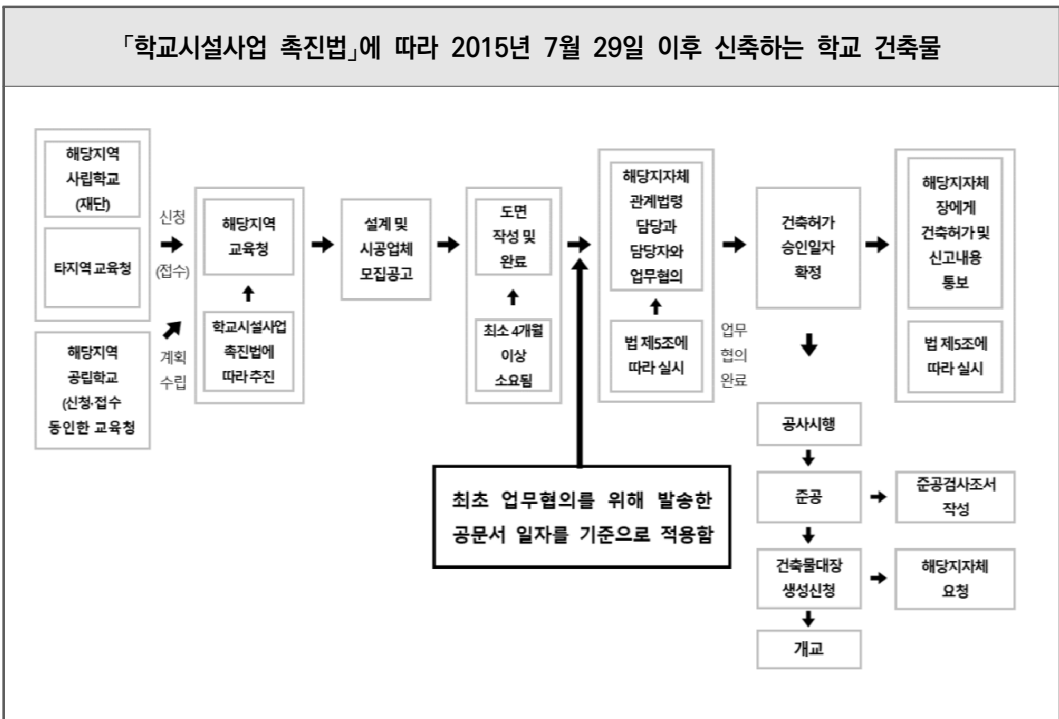 「학교시설사업 촉진법」에 따라 2015년 7월 29일 이후 신축하는 학교 건축물
해당지역
사립학교
(재단)
타지역 교육청
해당지역
공립학교
(신청·접수
동인한 교육청
신청
(접수)
계획
수립
해당지역
교육청
학교시설사업
촉진법에
따라 추진
설계 및
시공업체
모집공고
도면
작성 및
완료
최소 4개월
이상
소요됨
최초 업무협의를 위해 발송한
공문서 일자를 기준으로 적용함
해당지자체
관계법령
담당과
담당자와
업무협의
법 제5조에
따라 실시
업무
협의
완료
건축허가
승인일자
확정
해당지자체
장에게
건축허가 및
신고내용
통보
법 제5조에
따라 실시
공사시행
준공
준공검사조서
작성
건축물대장
생성신청
해당지자체
요청
개교